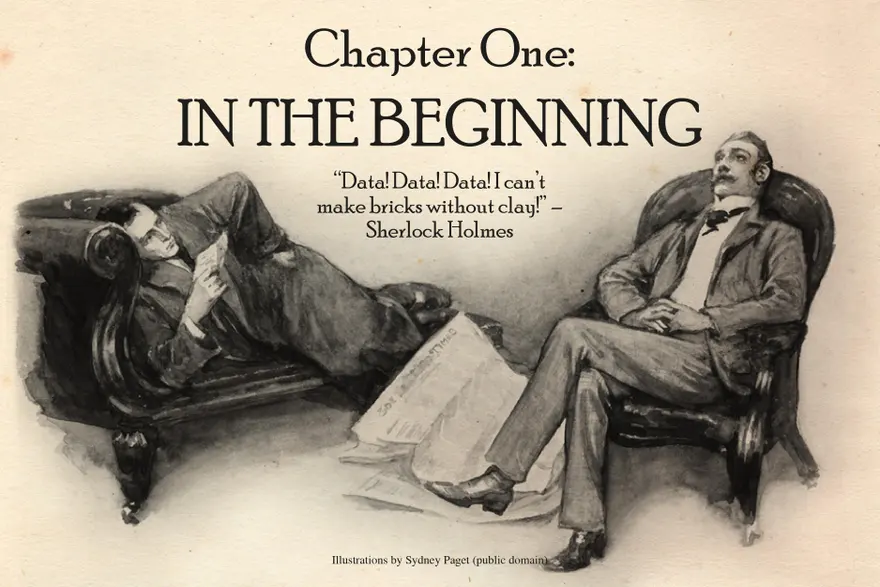 Chapter One:
IN THE BEGINNING
“Data! Data! Data! I can’t
make bricks without clay!” –
Sherlock Holmes
Illustrations by Sydney Paget (public domain)